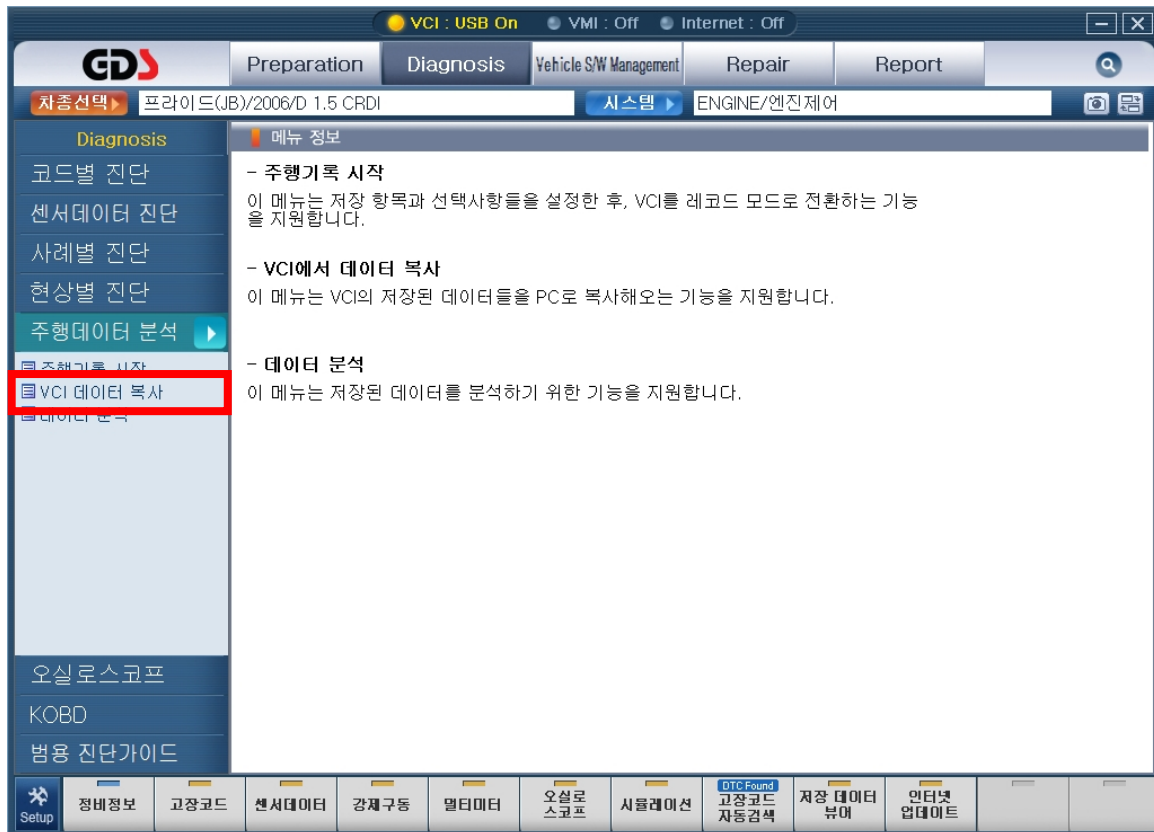 VCI : USB On VMI : Off Internet : Off
GDS Preparation Diagnosis Vehicle S/W Management Repair Report
차종선택 프라이드(JB)/2006/D 1.5 CRDI 시스템 ENGINE/엔진제어
Diagnosis
코드별 진단
센서데이터 진단
사례별 진단
현상별 진단
주행데이터 분석
주행기록 시작
VCI 데이터 복사
데이터 분석
오실로스코프
KOBD
범용 진단가이드
메뉴 정보
- 주행기록 시작
이 메뉴는 저장 항목과 선택사항들을 설정한 후, VCI를 레코드 모드로 전환하는 기능
을 지원합니다.
- VCI에서 데이터 복사
이 메뉴는 VCI의 저장된 데이터들을 PC로 복사해오는 기능을 지원합니다.
- 데이터 분석
이 메뉴는 저장된 데이터를 분석하기 위한 기능을 지원합니다.
Setup
정비정보
고장코드
센서데이터
강제구동
멀티미터
오실로
스코프
시뮬레이션
DTC Found
고장코드
자동검색
저장 데이터
뷰어
인터넷
업데이트